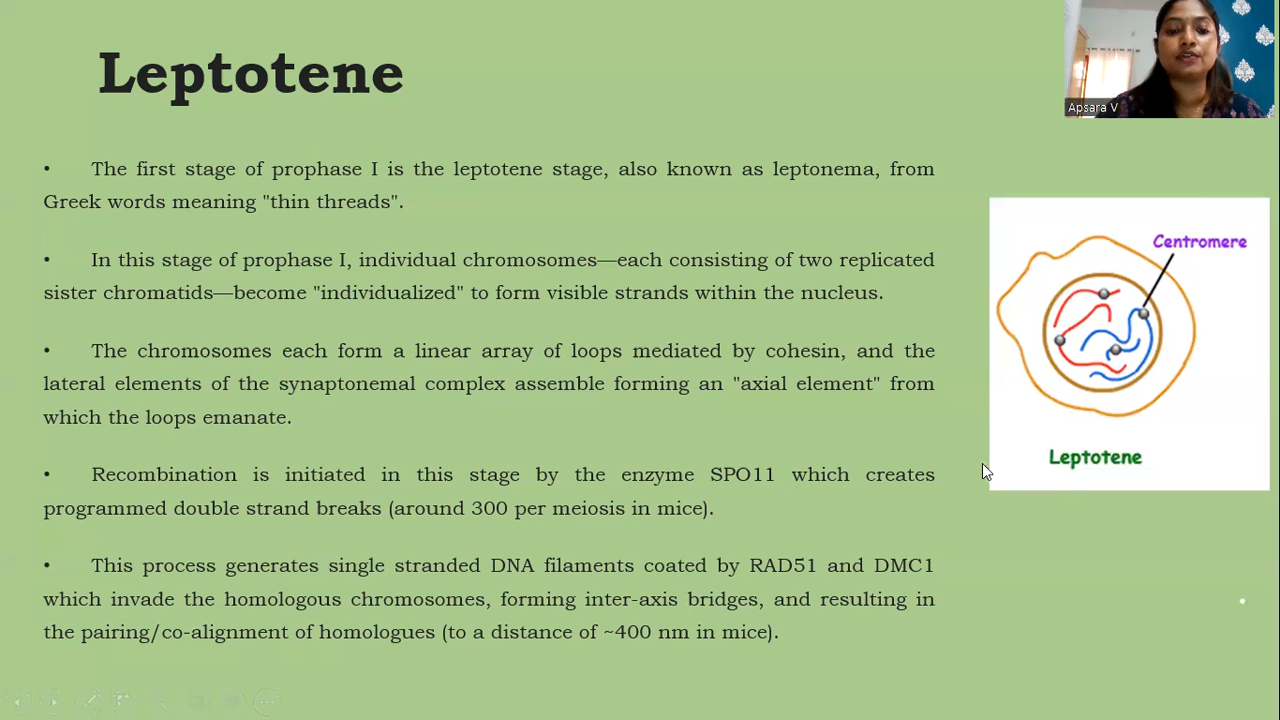 Leptotene
Apsara V
• The first stage of prophase I is the leptotene stage, also known as leptonema, from
Greek words meaning "thin threads".
• In this stage of prophase I, individual chromosomes—each consisting of two replicated
sister chromatids—become "individualized" to form visible strands within the nucleus.
• The chromosomes each form a linear array of loops mediated by cohesin, and the
lateral elements of the synaptonemal complex assemble forming an "axial element" from
which the loops emanate.
• Recombination is initiated in this stage by the enzyme SPO11 which creates
programmed double strand breaks (around 300 per meiosis in mice).
• This process generates single stranded DNA filaments coated by RAD51 and DMC1
which invade the homologous chromosomes, forming inter-axis bridges, and resulting in
the pairing/co-alignment of homologues (to a distance of ~400 nm in mice).
Centromere
Leptotene